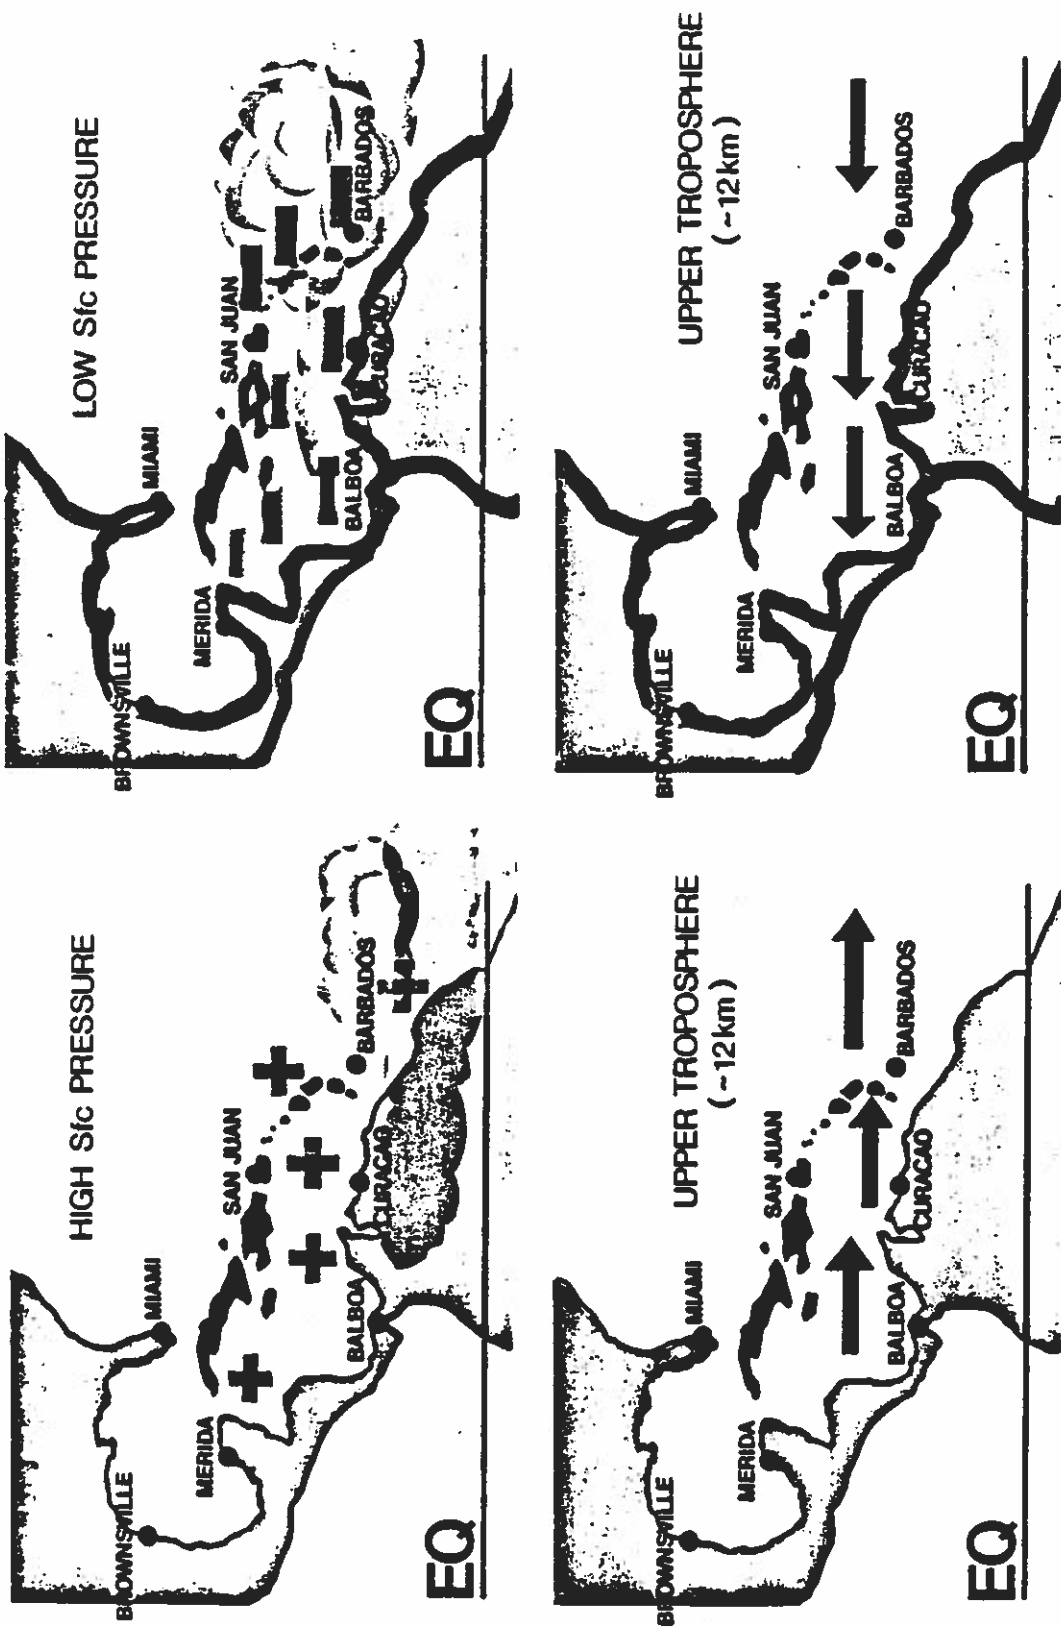 HIGH Sfc PRESSURE
BROWNSVILLE
MIAMI
MERIDA
SAN JUAN
BALBOA
CURACAO
BARBADOS
EQ
LOW Sfc PRESSURE
BROWNSVILLE
MIAMI
MERIDA
SAN JUAN
BALBOA
CURACAO
BARBADOS
EQ
UPPER TROPOSPHERE
(~12km)
BROWNSVILLE
MIAMI
MERIDA
SAN JUAN
BALBOA
CURACAO
BARBADOS
EQ
UPPER TROPOSPHERE
(~12km)
BROWNSVILLE
MIAMI
MERIDA
SAN JUAN
BALBOA
CURACAO
BARBADOS
EQ